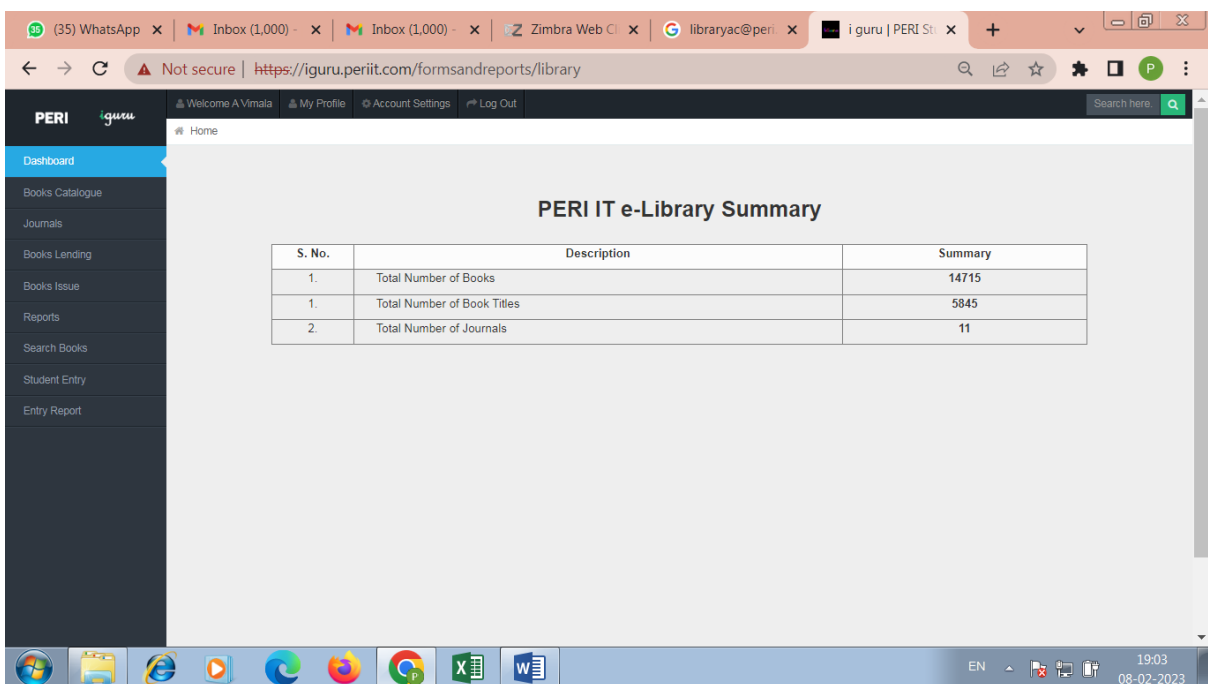 35 (35) WhatsApp Inbox (1,000) - Inbox (1,000) - Zimbra Web Cl libraryac@peri. i guru | PERI Stu
Not secure | https://iguru.periit.com/formsandreports/library P
PERI iguru Welcome A Vimala My Profile Account Settings Log Out Search here.
Home
Dashboard
Books Catalogue
Journals
Books Lending
Books Issue
Reports
Search Books
Student Entry
Entry Report
PERI IT e-Library Summary
S. No. Description Summary
1. Total Number of Books 14715
1. Total Number of Book Titles 5845
2. Total Number of Journals 11
EN 19:03
08-02-2023